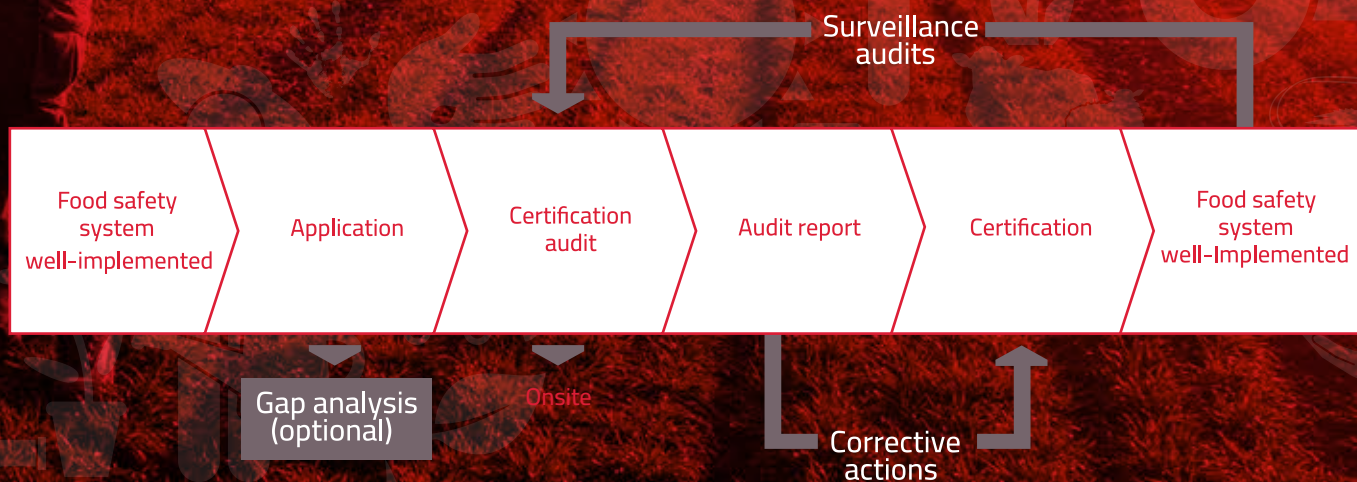 Surveillance
audits
Food safety
system
well-implemented
Application
Certification
audit
Audit report
Certification
Food safety
system
well-Implemented
Gap analysis
(optional)
Onsite
Corrective
actions